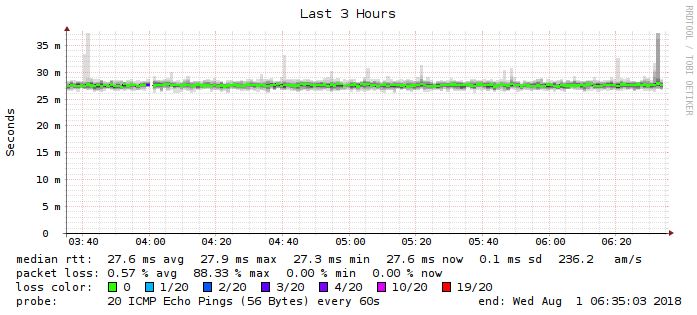 Last 3 Hours
RRDTOOL / TOBI OETIKER
Seconds
35 m
30 m
25 m
20 m
15 m
10 m
5 m
0
03:40 04:00 04:20 04:40 05:00 05:20 05:40 06:00 06:20
median rtt: 27.6 ms avg 27.9 ms max 27.3 ms min 27.6 ms now 0.1 ms sd 236.2 am/s
packet loss: 0.57 % avg 88.33 % max 0.00 % min 0.00 % now
loss color: 0 1/20 2/20 3/20 4/20 10/20 19/20
probe: 20 ICMP Echo Pings (56 Bytes) every 60s end: Wed Aug 1 06:35:03 2018